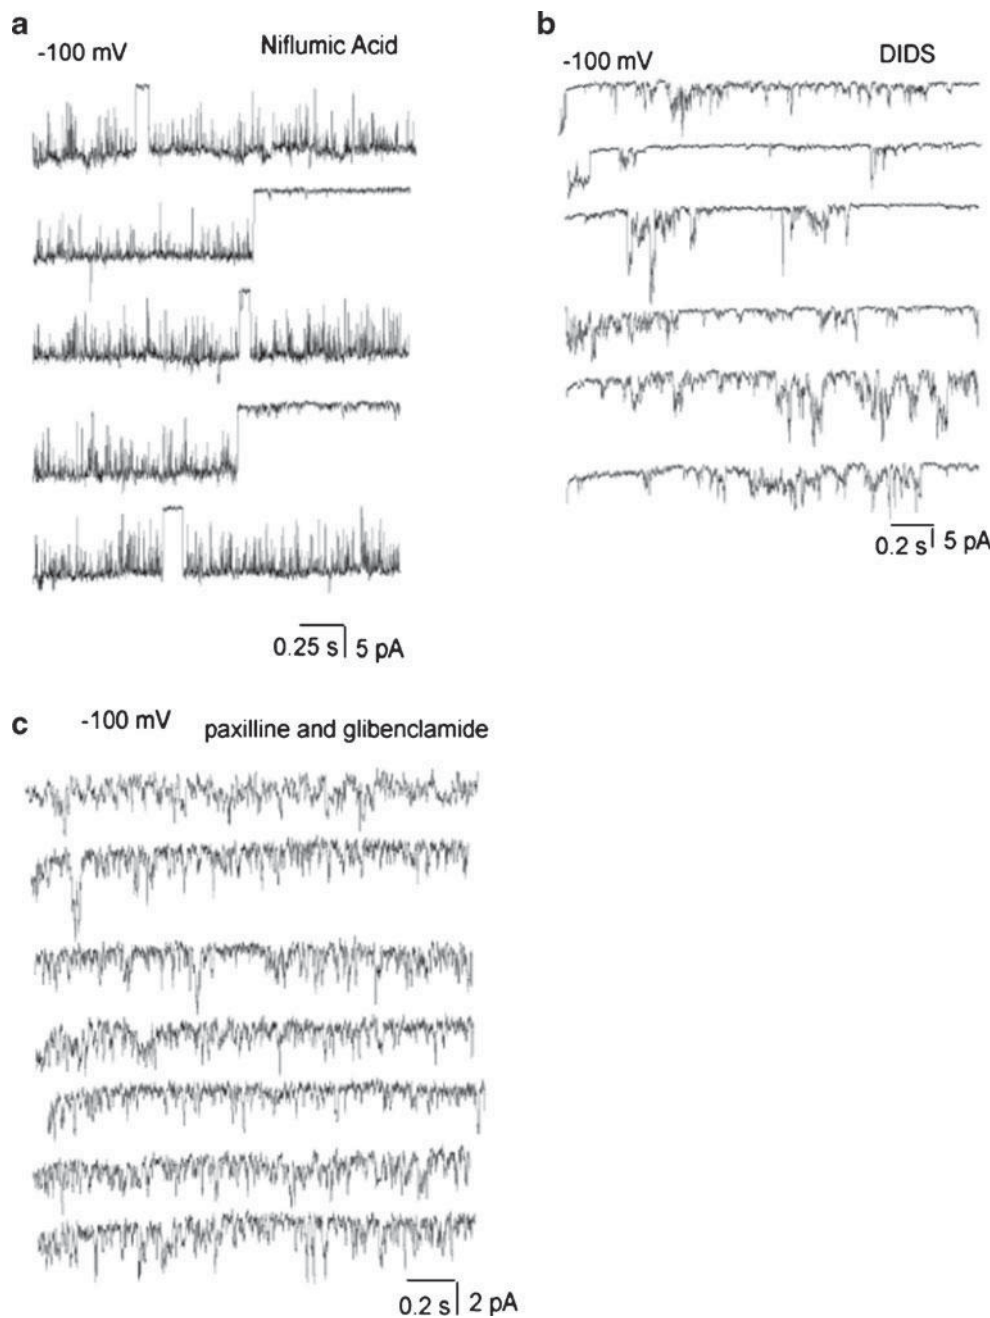 a
-100 mV
Niflumic Acid
0.25 s
5 pA
b
-100 mV
DIDS
0.2 s
5 pA
c
-100 mV
paxilline and glibenclamide
0.2 s
2 pA